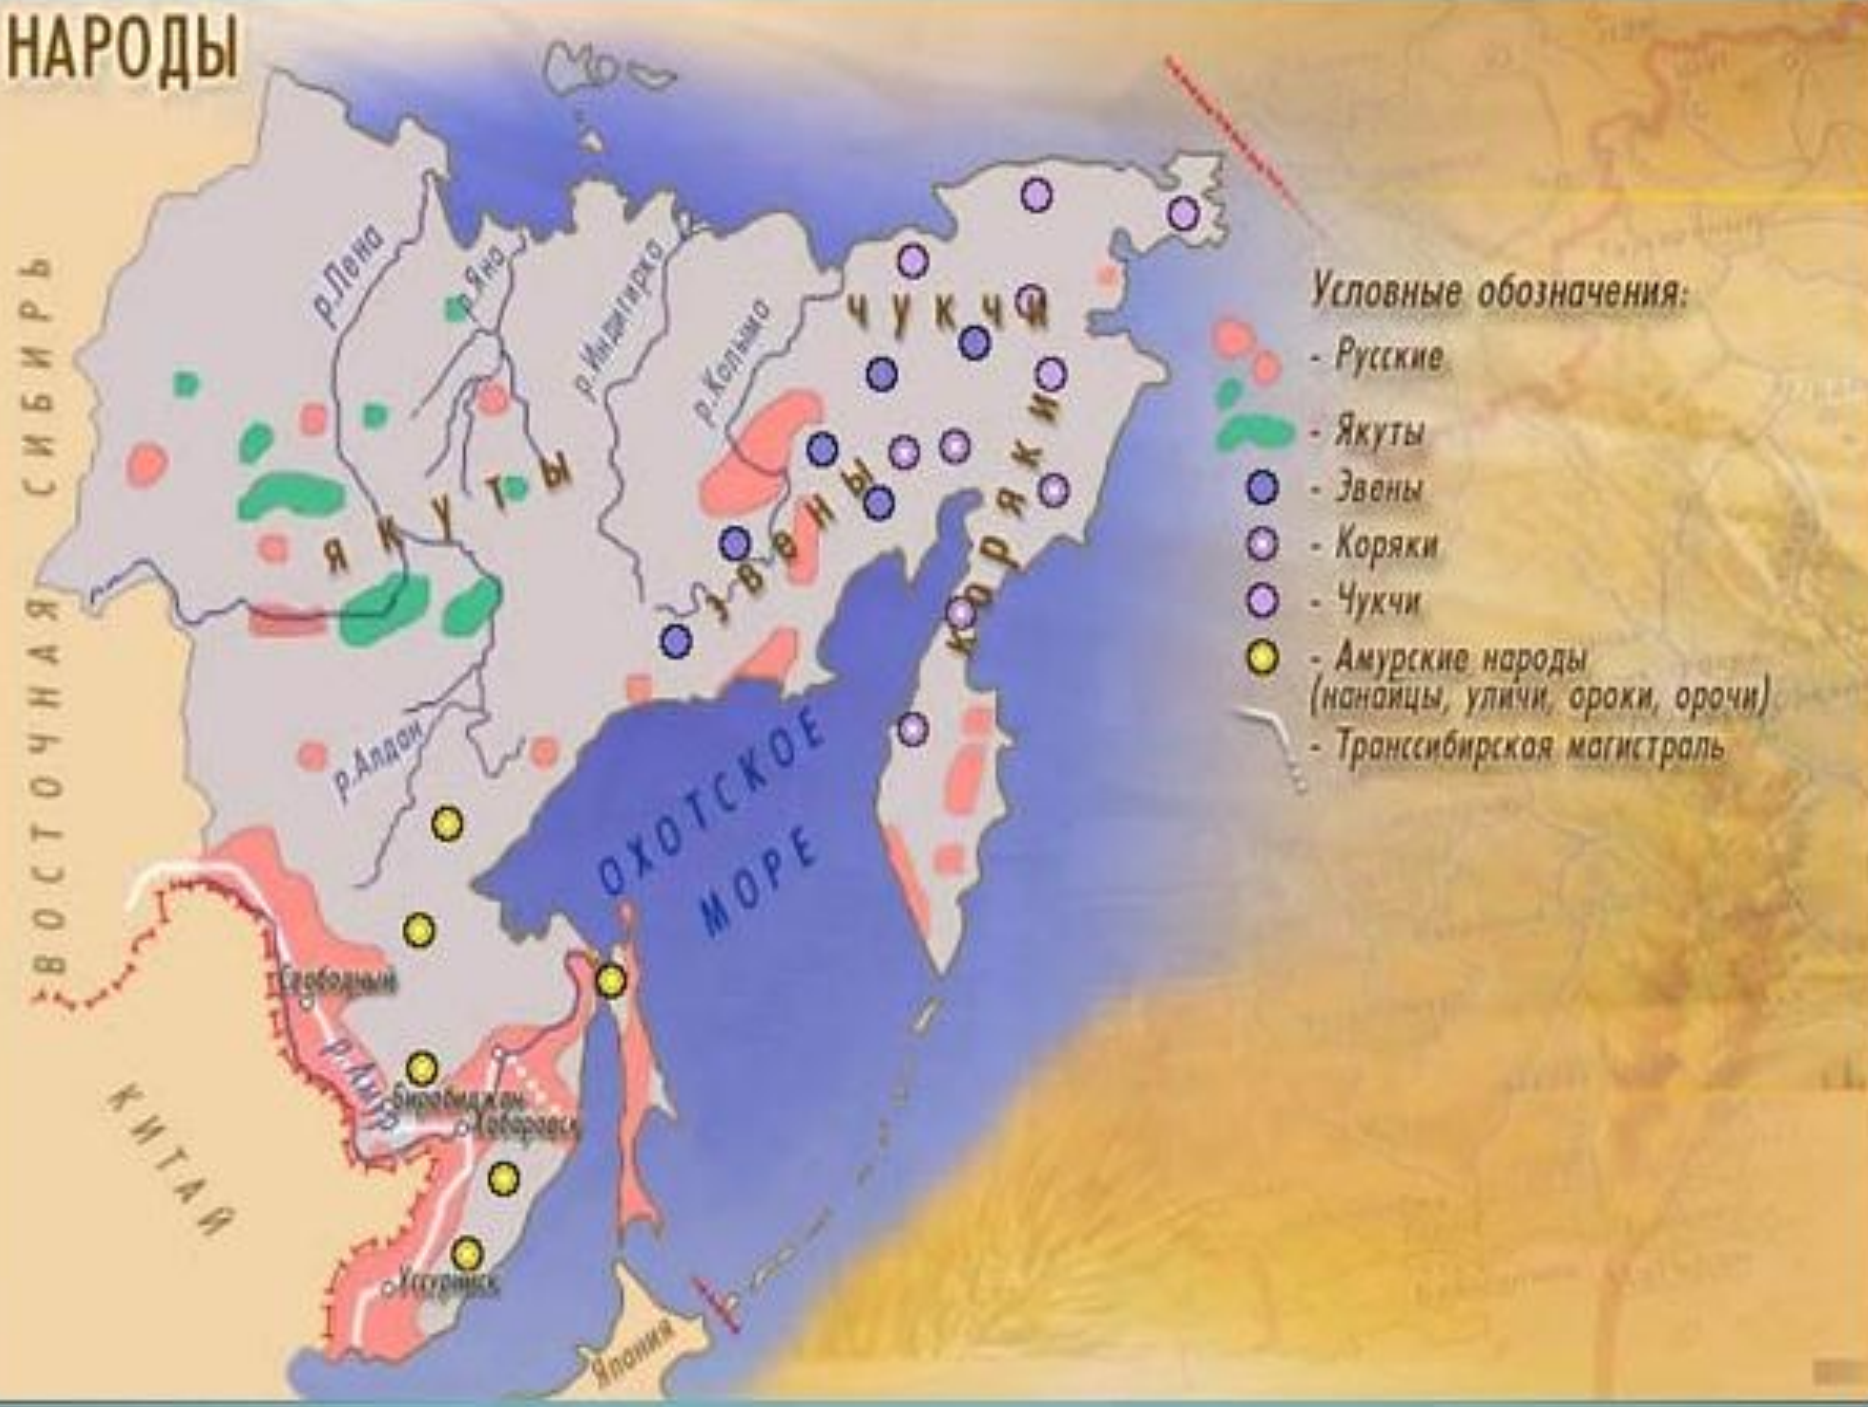 НАРОДЫ
ВОСТОЧНАЯ СИБИРЬ
р.Лена
р.Яна
р.Индигирка
р.Колыма
ЧУКЧИ
КОРЯКИ
ЭВЕНЫ
ЯКУТЫ
р.Алдан
ОХОТСКОЕ
МОРЕ
Свободный
р.Амур
Биробиджан
Хабаровск
Уссурийск
КИТАЙ
Япония
Условные обозначения:
- Русские
- Якуты
- Эвены
- Коряки
- Чукчи
- Амурские народы
(нанайцы, уличи, ороки, орочи)
- Транссибирская магистраль